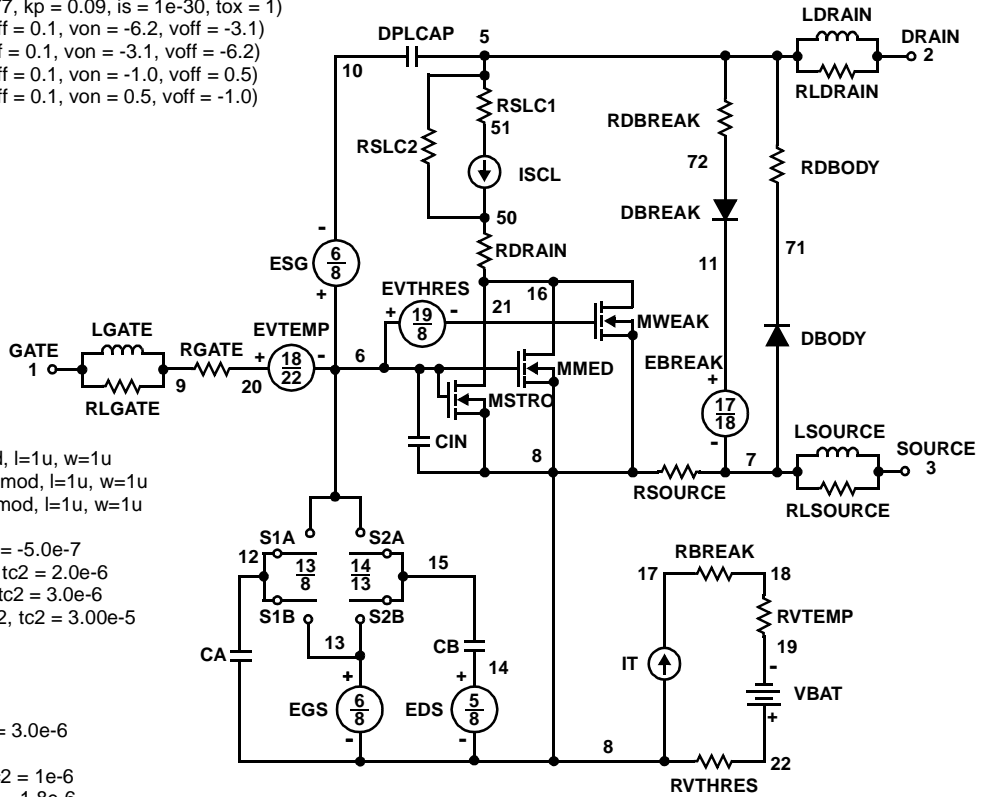 7, kp = 0.09, is = 1e-30, tox = 1)
ff = 0.1, von = -6.2, voff = -3.1)
f = 0.1, von = -3.1, voff = -6.2)
ff = 0.1, von = -1.0, voff = 0.5)
ff = 0.1, von = 0.5, voff = -1.0)
LDRAIN
DPLCAP
5
DRAIN
2
10
RLDRAIN
RSLC1
51
RDBREAK
RSLC2
72
RDBODY
ISCL
DBREAK
50
-
RDRAIN
71
6
8
ESG
11
+
EVTHRES
16
21
+
19
8
-
MWEAK
LGATE
EVTEMP
DBODY
GATE
1
RGATE
+
18
22
-
6
MMED
EBREAK
+
9
20
MSTRO
17
18
RLGATE
CIN
-
LSOURCE
8
7
SOURCE
3
RSOURCE
RLSOURCE
d, l=1u, w=1u
mod, l=1u, w=1u
mod, l=1u, w=1u
S1A
S2A
12
13
8
14
13
15
S1B
S2B
13
= -5.0e-7
tc2 = 2.0e-6
tc2 = 3.0e-6
2, tc2 = 3.00e-5
RBREAK
17
18
RVTEMP
CB
19
CA
14
IT
-
VBAT
+
+
+
EGS
6
8
EDS
5
8
-
-
8
22
RVTHRES
= 3.0e-6
c2 = 1e-6
1.8e-6